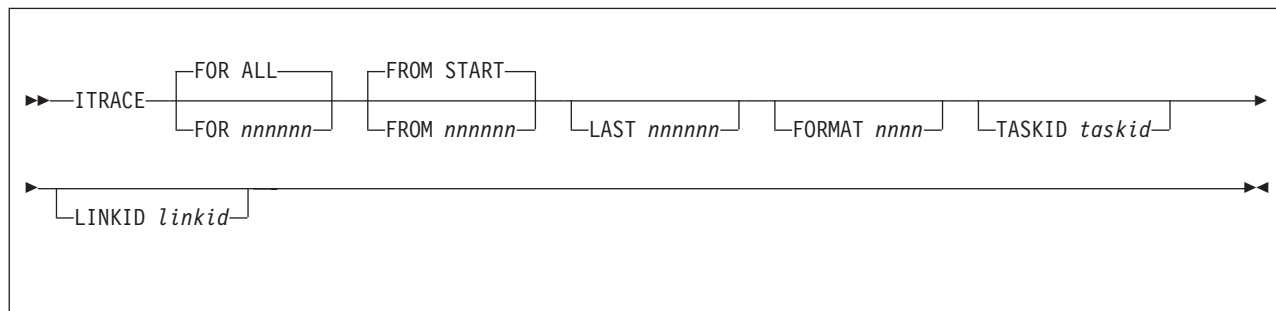 FOR ALL FROM START
ITRACE
FOR nnnnnn FROM nnnnnn LAST nnnnnn FORMAT nnnn TASKID taskid
LINKID linkid